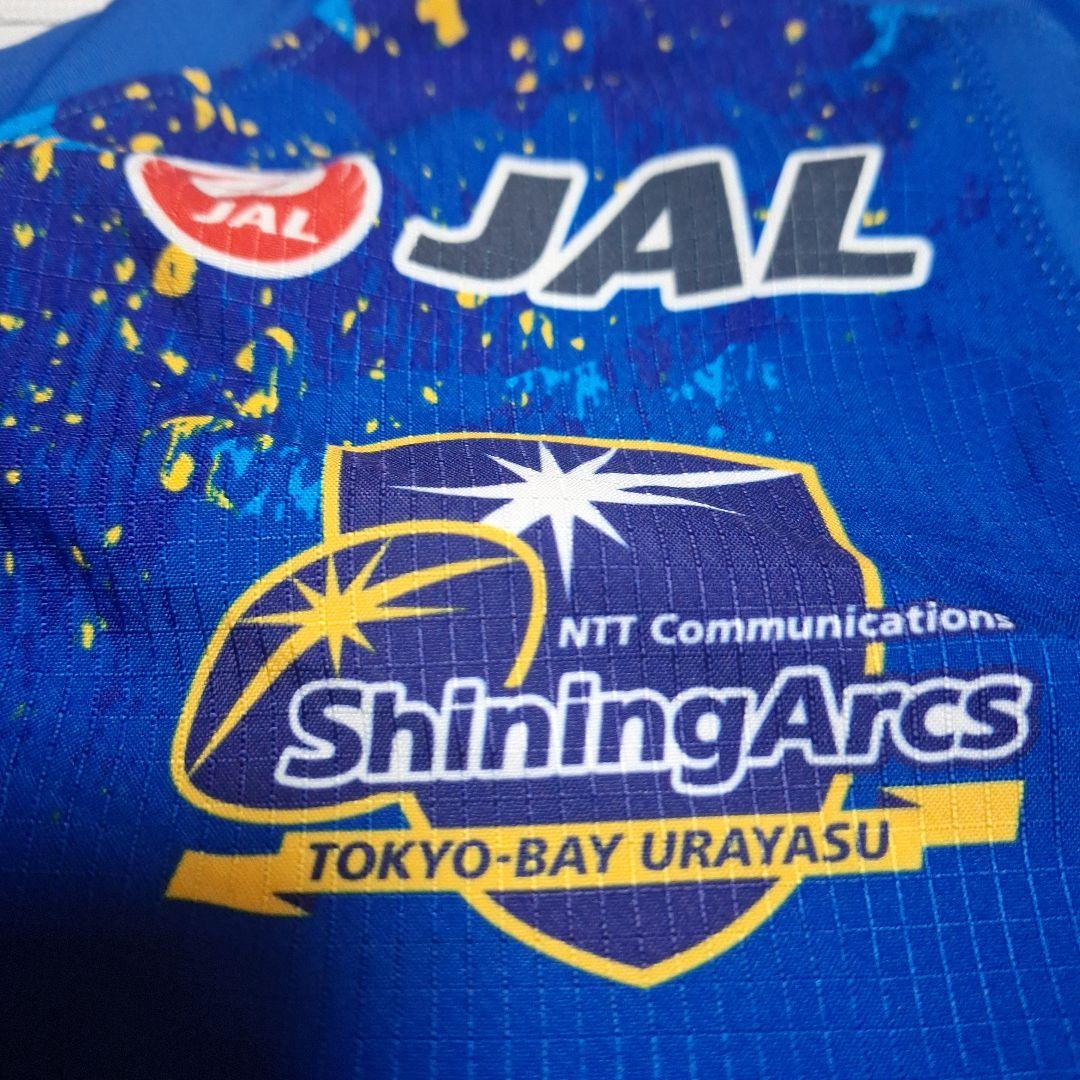 JAL
JAL
NTT Communications
ShiningArcs
TOKYO-BAY URAYASU